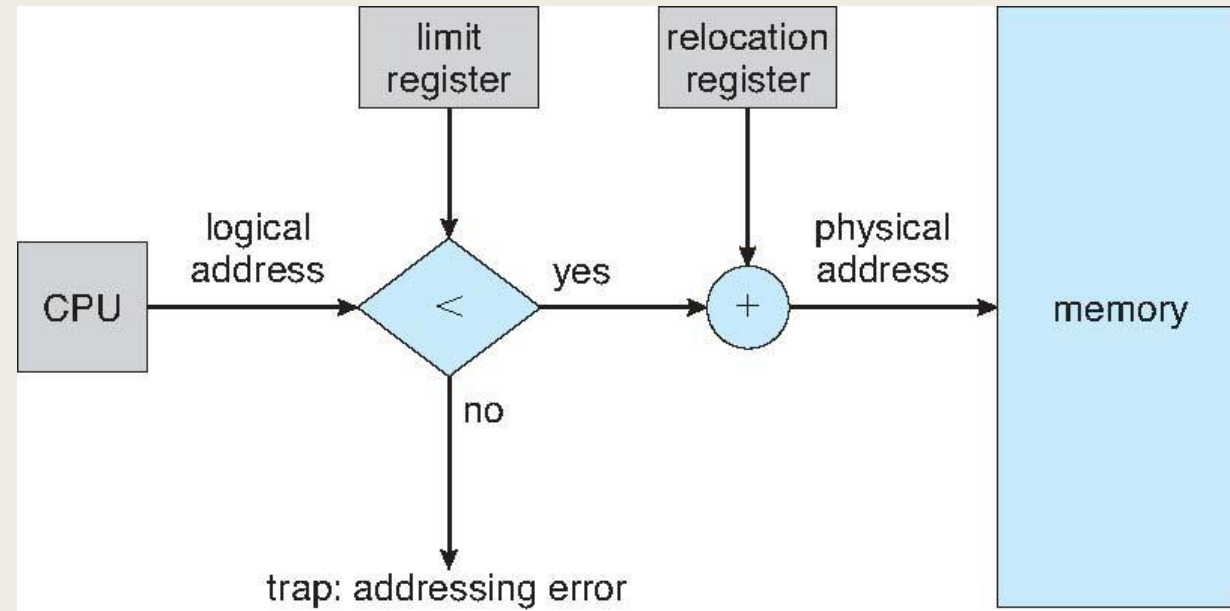 limit
register
relocation
register
logical
address
physical
address
CPU
<
yes
+
memory
no
trap: addressing error